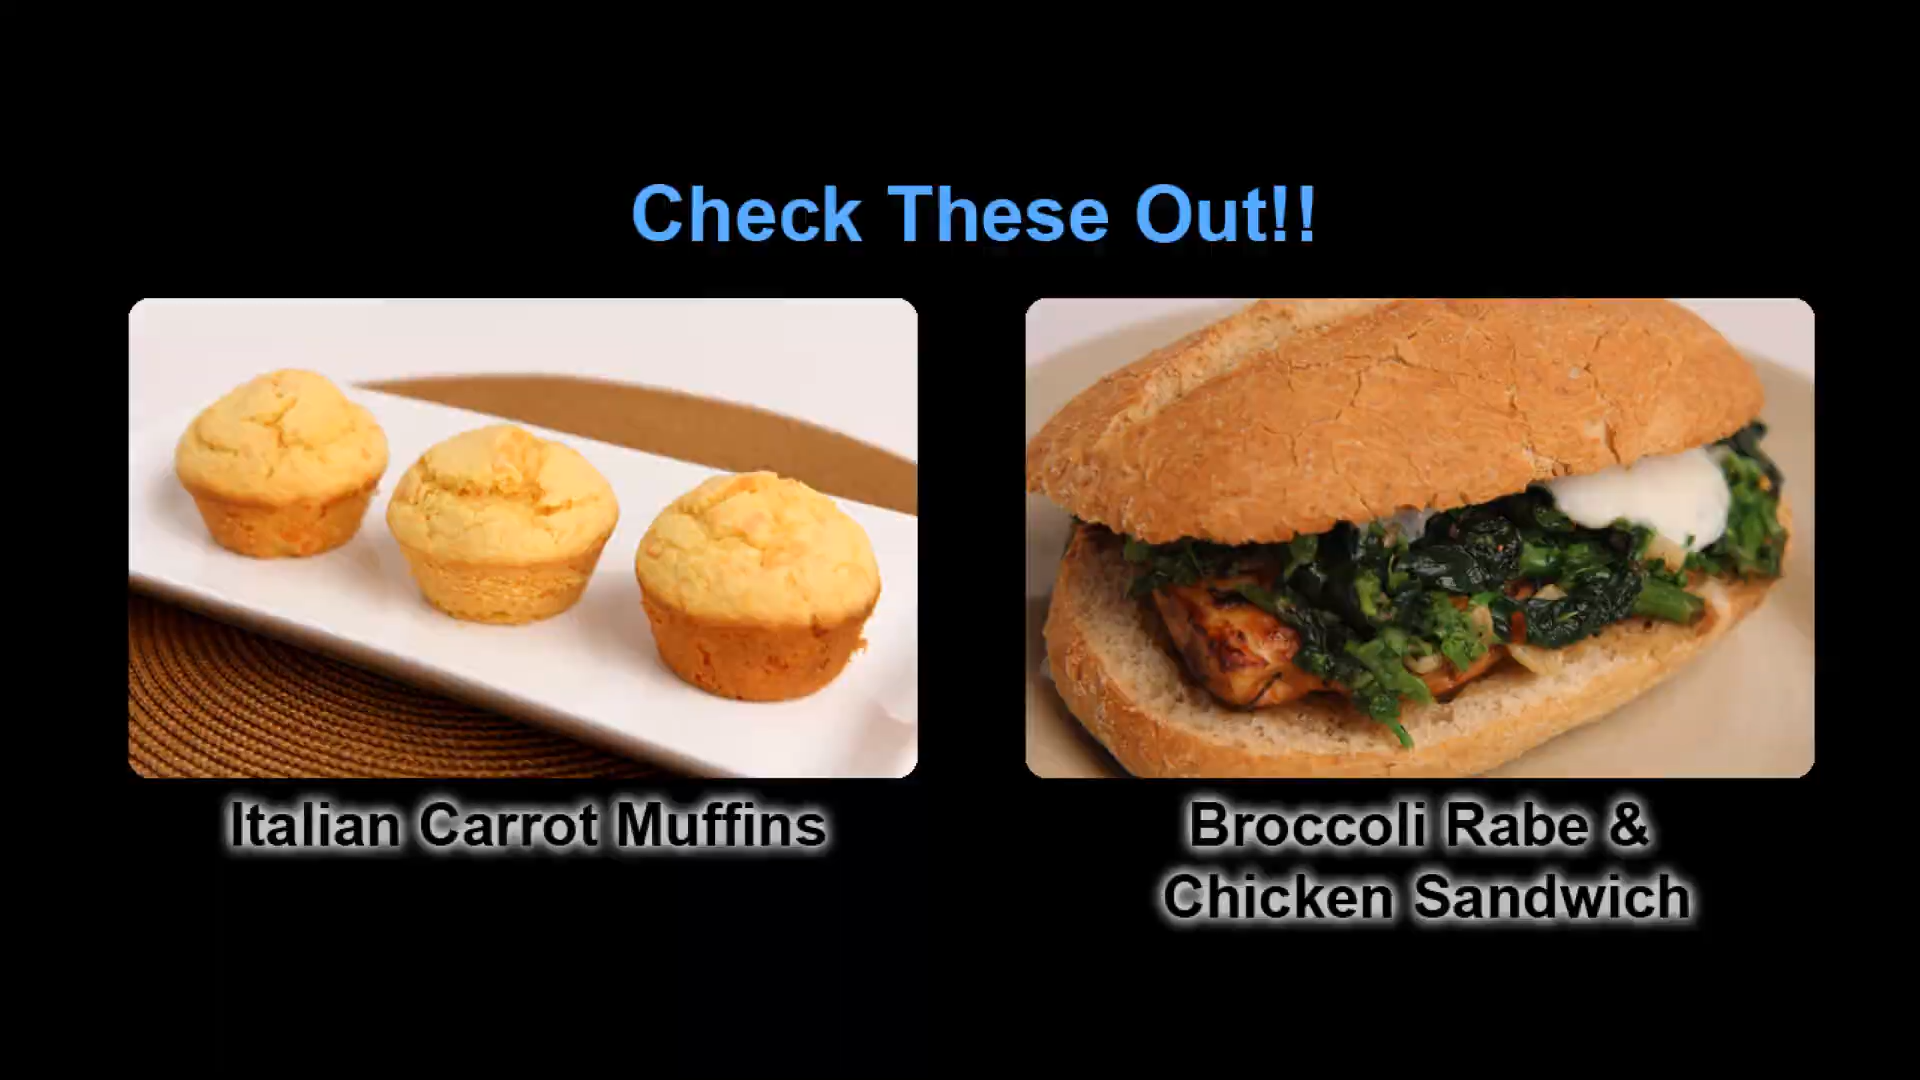 Check These Out!!
Italian Carrot Muffins
Broccoli Rabe &
Chicken Sandwich